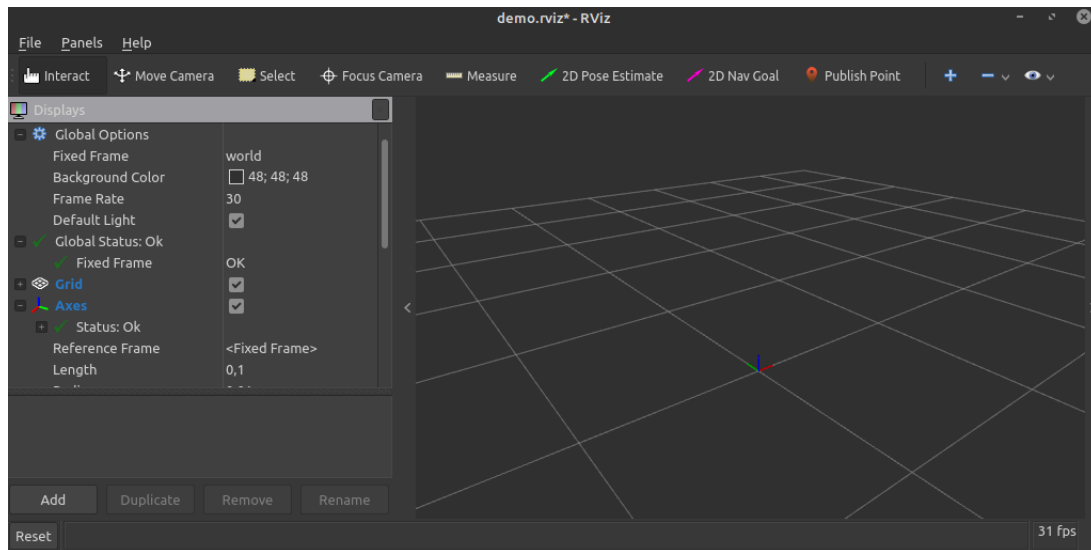 demo.rviz* - RViz
File Panels Help
Interact Move Camera Select Focus Camera Measure 2D Pose Estimate 2D Nav Goal Publish Point
Displays
Global Options
Fixed Frame world
Background Color 48; 48; 48
Frame Rate 30
Default Light
Global Status: Ok
Fixed Frame OK
Grid
Axes
Status: Ok
Reference Frame <Fixed Frame>
Length 0,1
Add Duplicate Remove Rename
Reset 31 fps